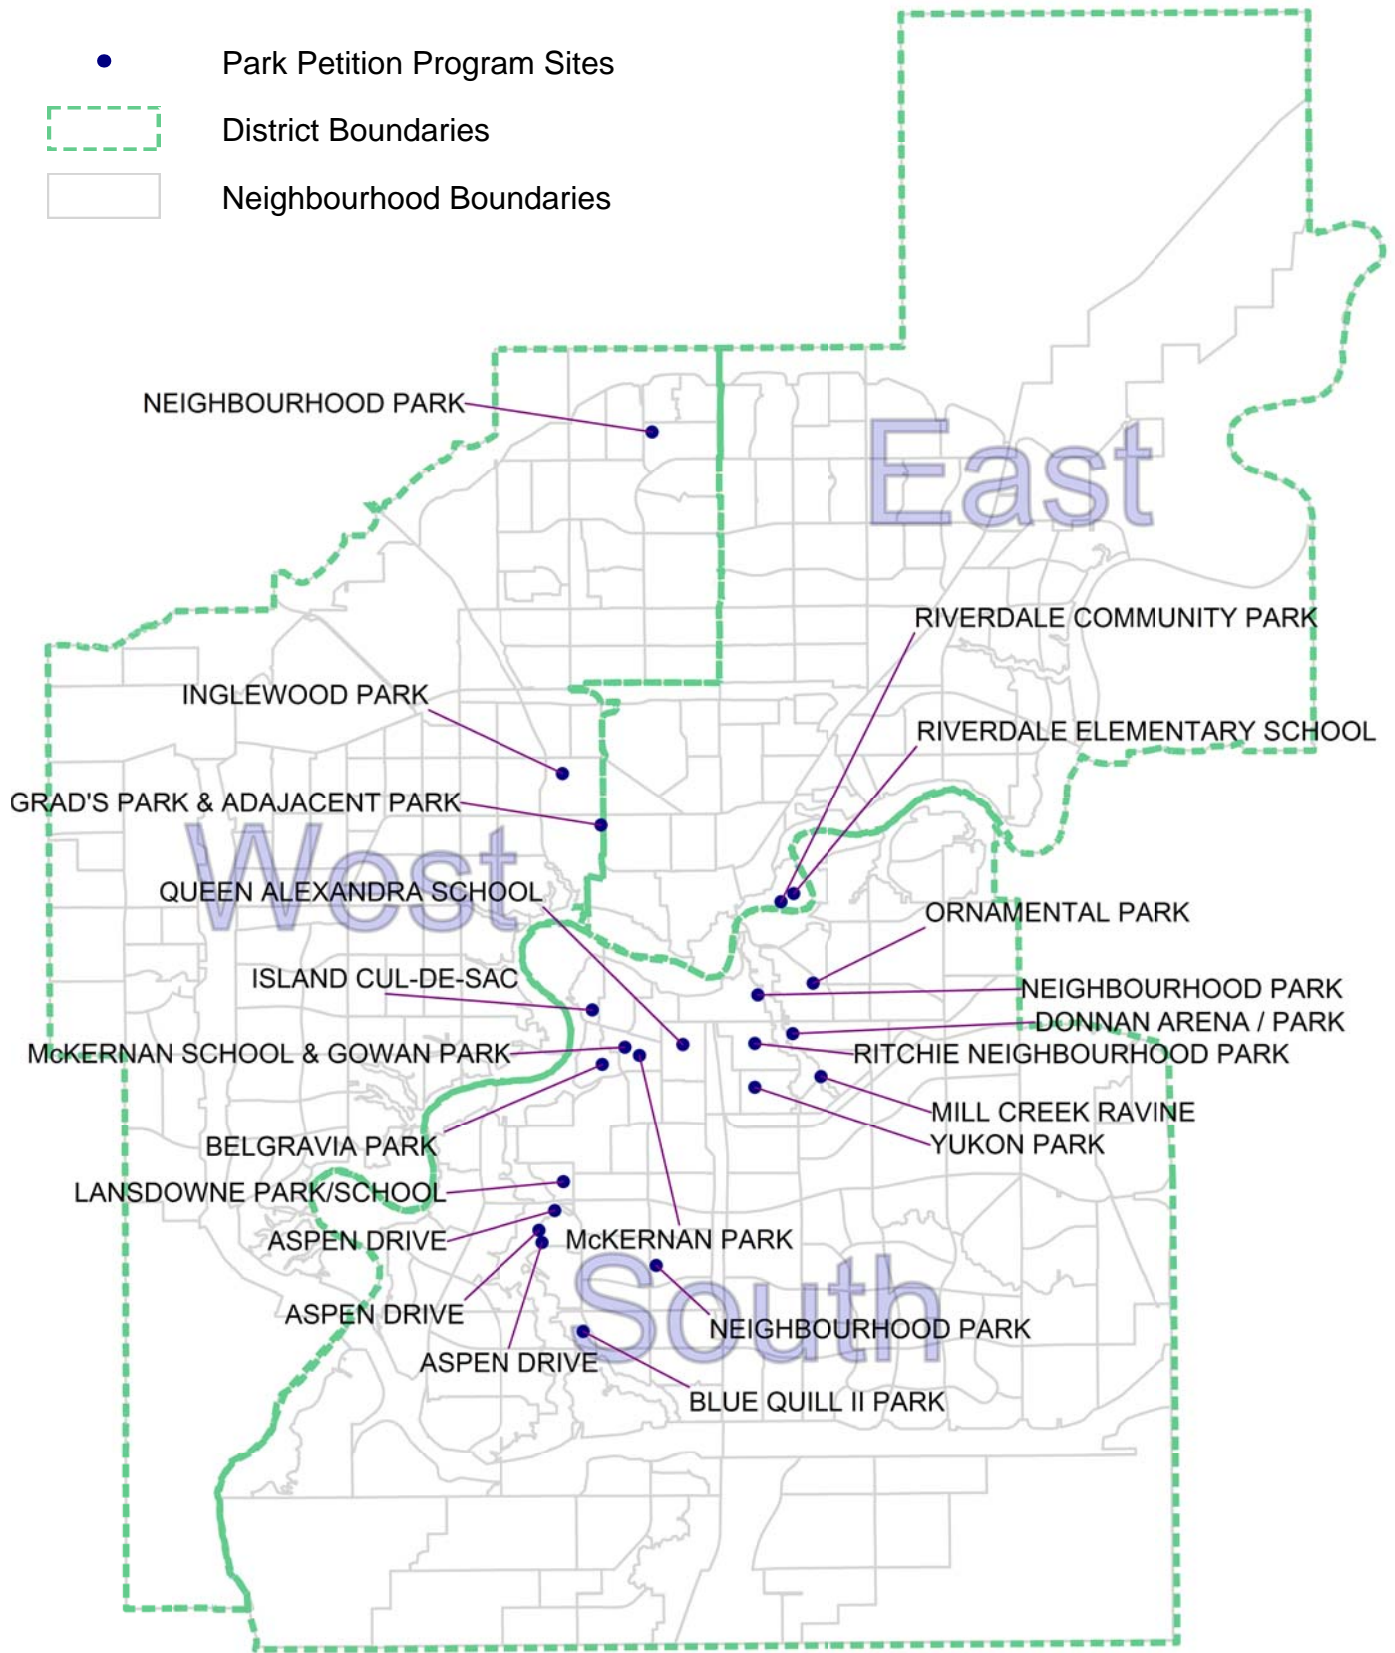 Park Petition Program Sites
District Boundaries
Neighbourhood Boundaries
NEIGHBOURHOOD PARK
East
RIVERDALE COMMUNITY PARK
INGLEWOOD PARK
RIVERDALE ELEMENTARY SCHOOL
GRAD'S PARK & ADAJACENT PARK
West
QUEEN ALEXANDRA SCHOOL
ORNAMENTAL PARK
ISLAND CUL-DE-SAC
NEIGHBOURHOOD PARK
DONNAN ARENA / PARK
McKERNAN SCHOOL & GOWAN PARK
RITCHIE NEIGHBOURHOOD PARK
MILL CREEK RAVINE
BELGRAVIA PARK
YUKON PARK
LANSDOWNE PARK/SCHOOL
ASPEN DRIVE
McKERNAN PARK
South
ASPEN DRIVE
NEIGHBOURHOOD PARK
ASPEN DRIVE
BLUE QUILL II PARK